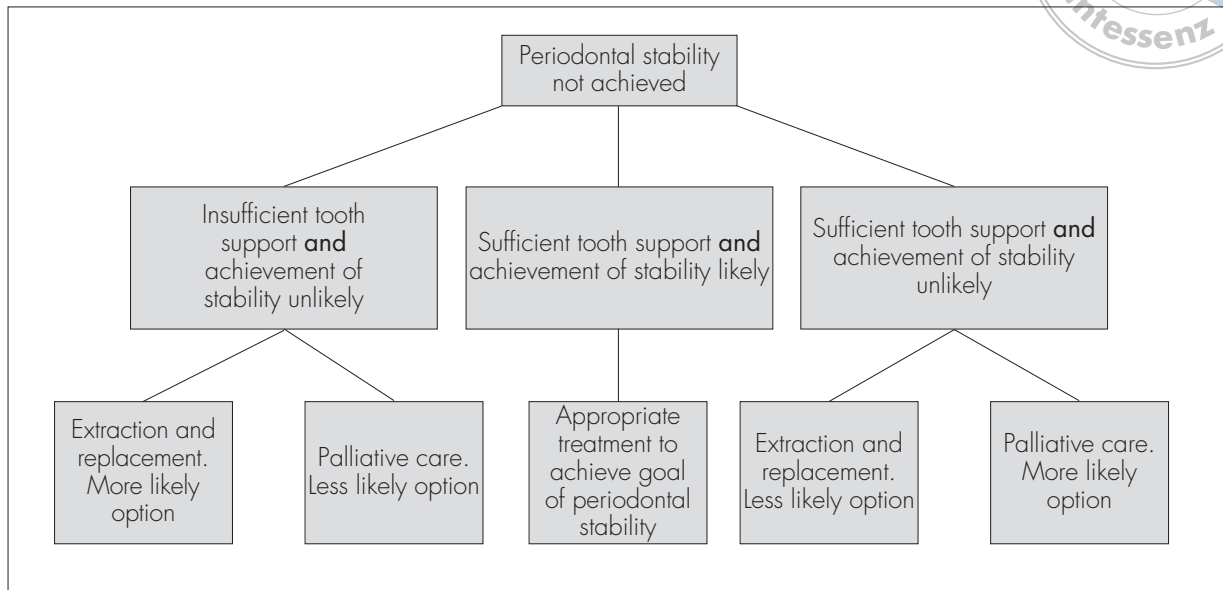 Periodontal stability
not achieved
Insufficient tooth
support and
achievement of
stability unlikely
Sufficient tooth support and
achievement of stability likely
Sufficient tooth support and
achievement of stability
unlikely
Extraction and
replacement.
More likely
option
Palliative care.
Less likely option
Appropriate
treatment to
achieve goal
of periodontal
stability
Extraction and
replacement.
Less likely option
Palliative care.
More likely
option